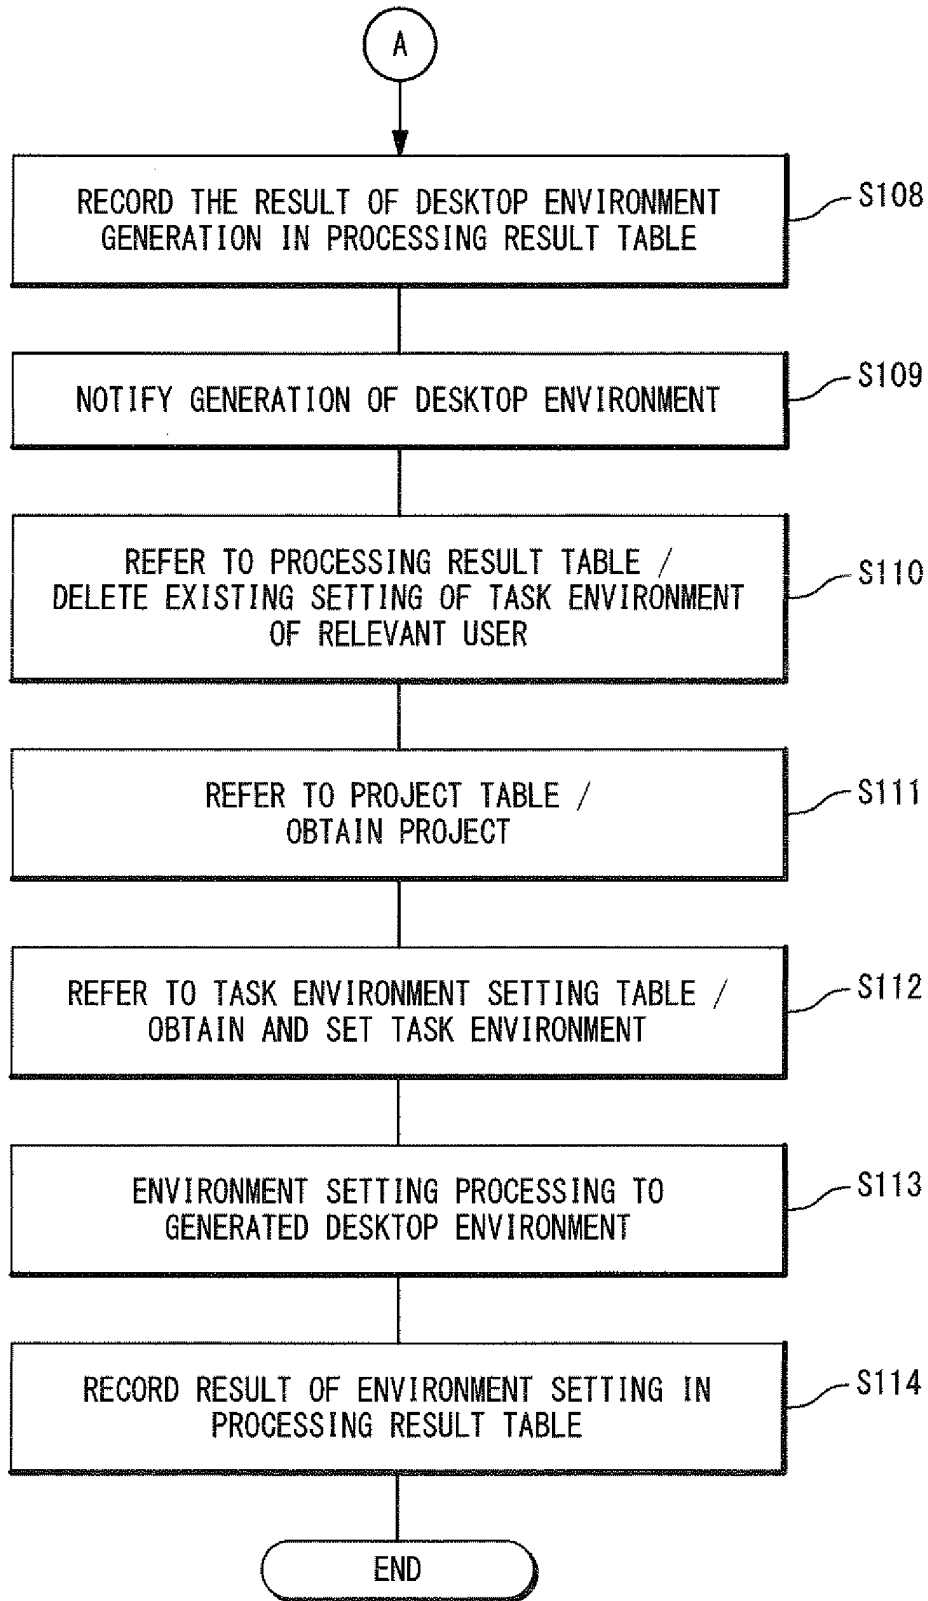 A
RECORD THE RESULT OF DESKTOP ENVIRONMENT
GENERATION IN PROCESSING RESULT TABLE
S108
NOTIFY GENERATION OF DESKTOP ENVIRONMENT
S109
REFER TO PROCESSING RESULT TABLE /
DELETE EXISTING SETTING OF TASK ENVIRONMENT
OF RELEVANT USER
S110
REFER TO PROJECT TABLE /
OBTAIN PROJECT
S111
REFER TO TASK ENVIRONMENT SETTING TABLE /
OBTAIN AND SET TASK ENVIRONMENT
S112
ENVIRONMENT SETTING PROCESSING TO
GENERATED DESKTOP ENVIRONMENT
S113
RECORD RESULT OF ENVIRONMENT SETTING IN
PROCESSING RESULT TABLE
S114
END